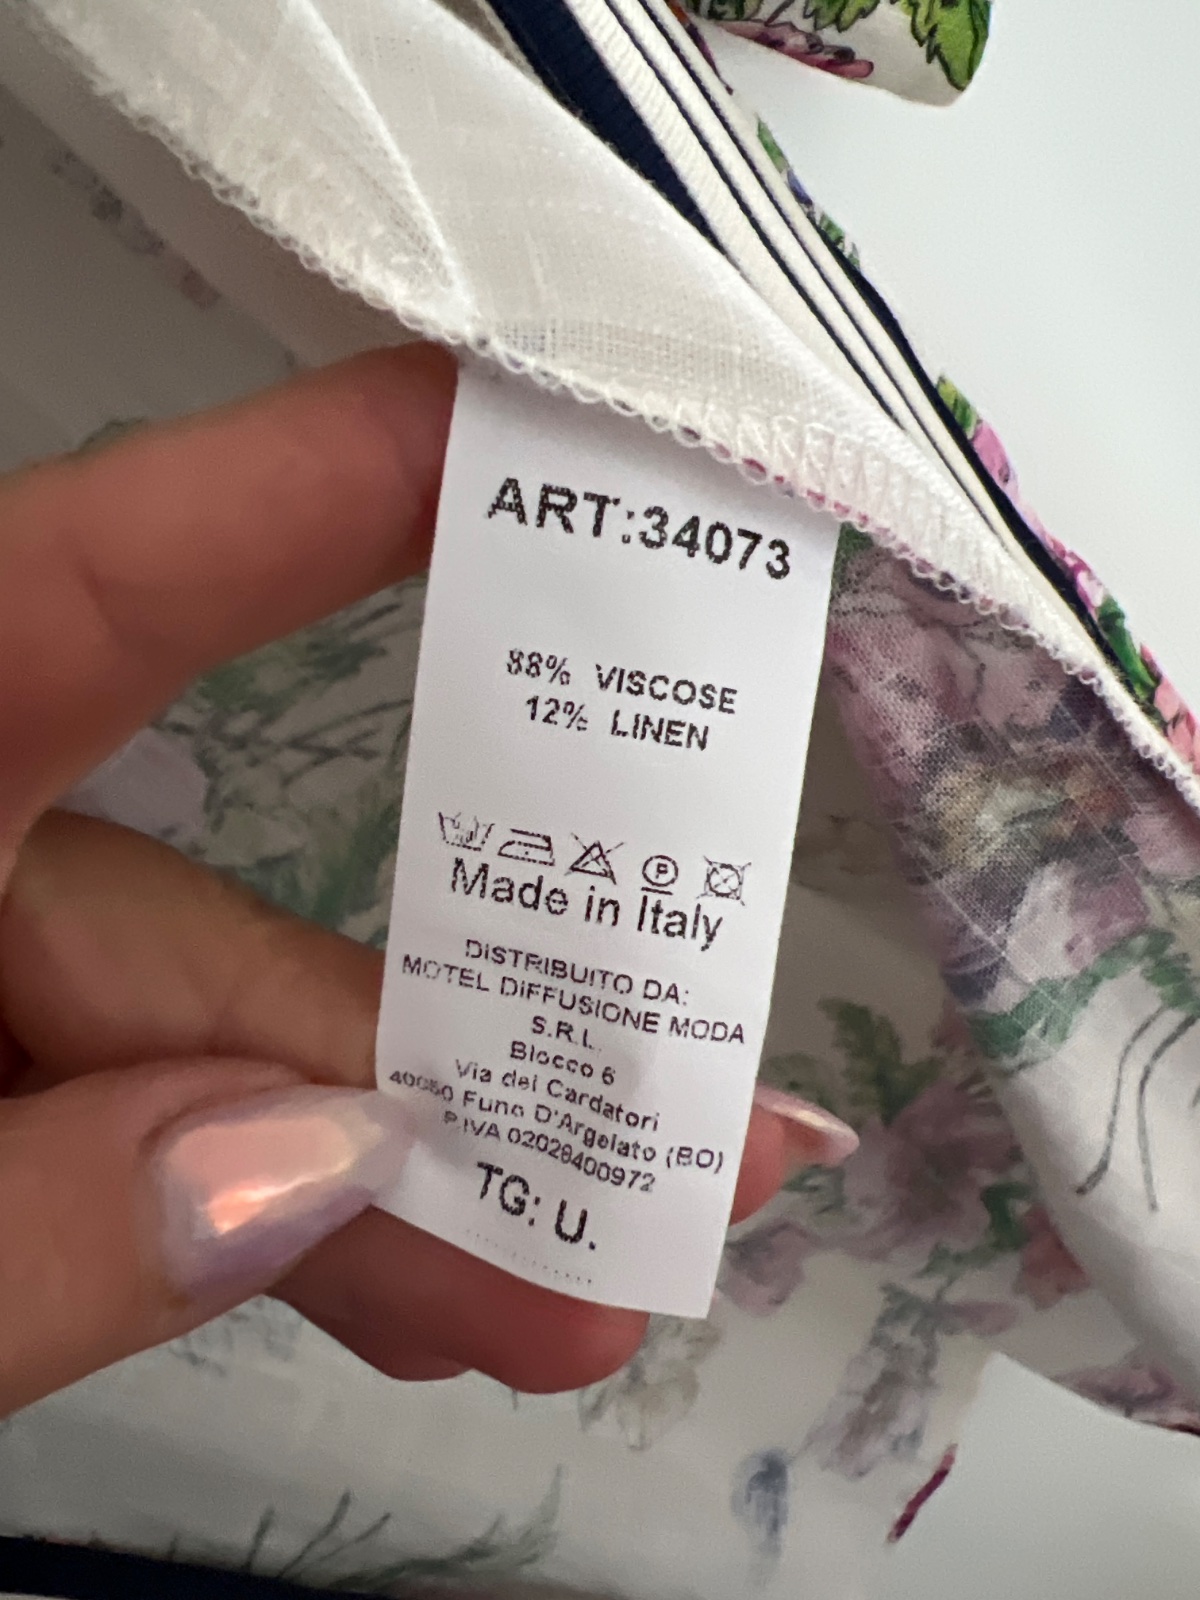 ART:34073
88% VISCOSE
12% LINEN
P
Made in Italy
DISTRIBUITO DA:
MOTEL DIFFUSIONE MODA
S.R.L.
Blocco 6
Via dei Cardatori
40050 Funo D'Argelato (BO)
P.IVA 02028400972
TG: U.